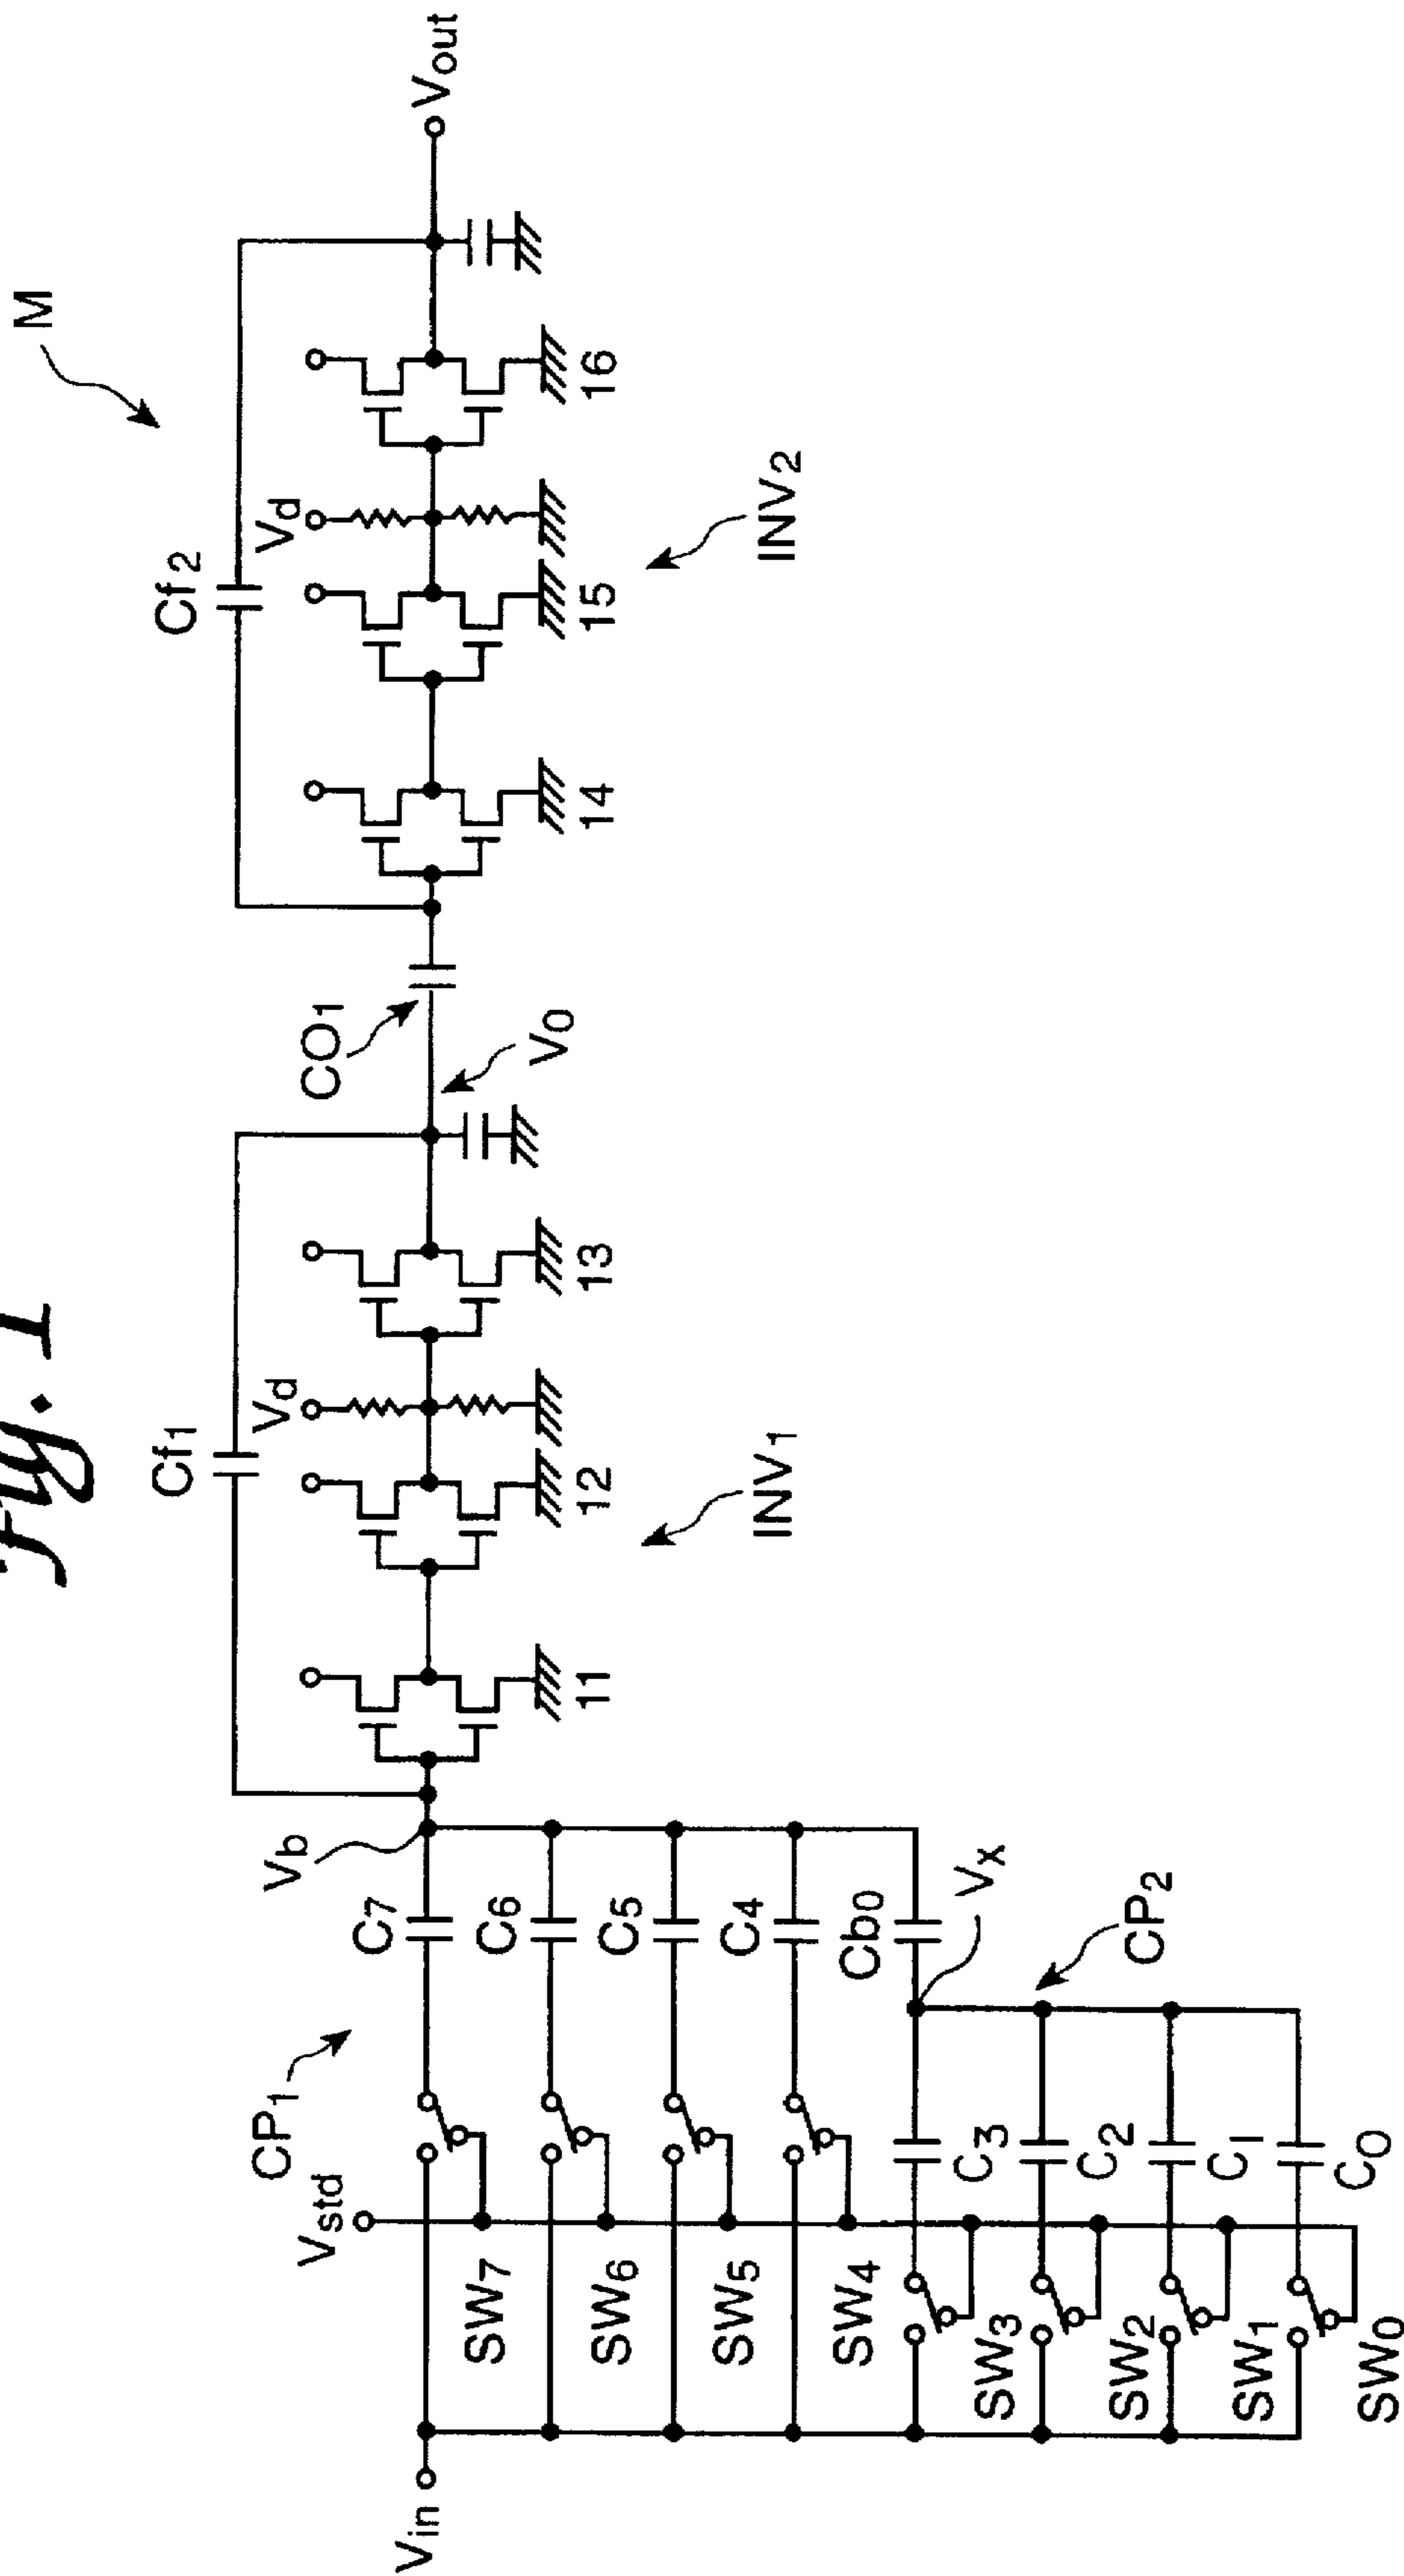 Fig. 1
M
Cf₁
Cf₂
Vd
Vd
CO₁
Vout
V₀
11
12
13
14
15
16
INV₁
INV₂
Vb
CP₁
C₇
C₆
C₅
C₄
Cb₀
Vx
CP₂
Vstd
Vin
SW₇
SW₆
SW₅
SW₄
C₃
C₂
C₁
C₀
SW₃
SW₂
SW₁
SW₀